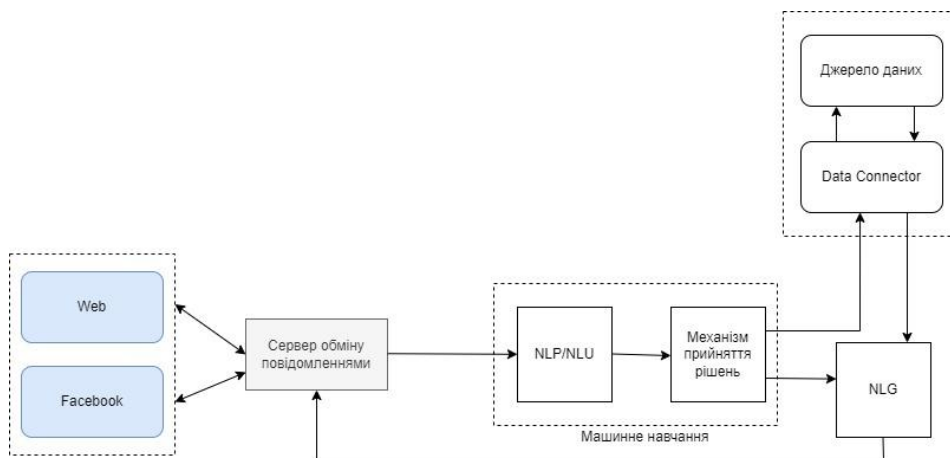 Джерело даних
Data Connector
Web
Facebook
Сервер обміну
повідомленнями
NLP/NLU
Механізм
прийняття
рішень
NLG
Машинне навчання